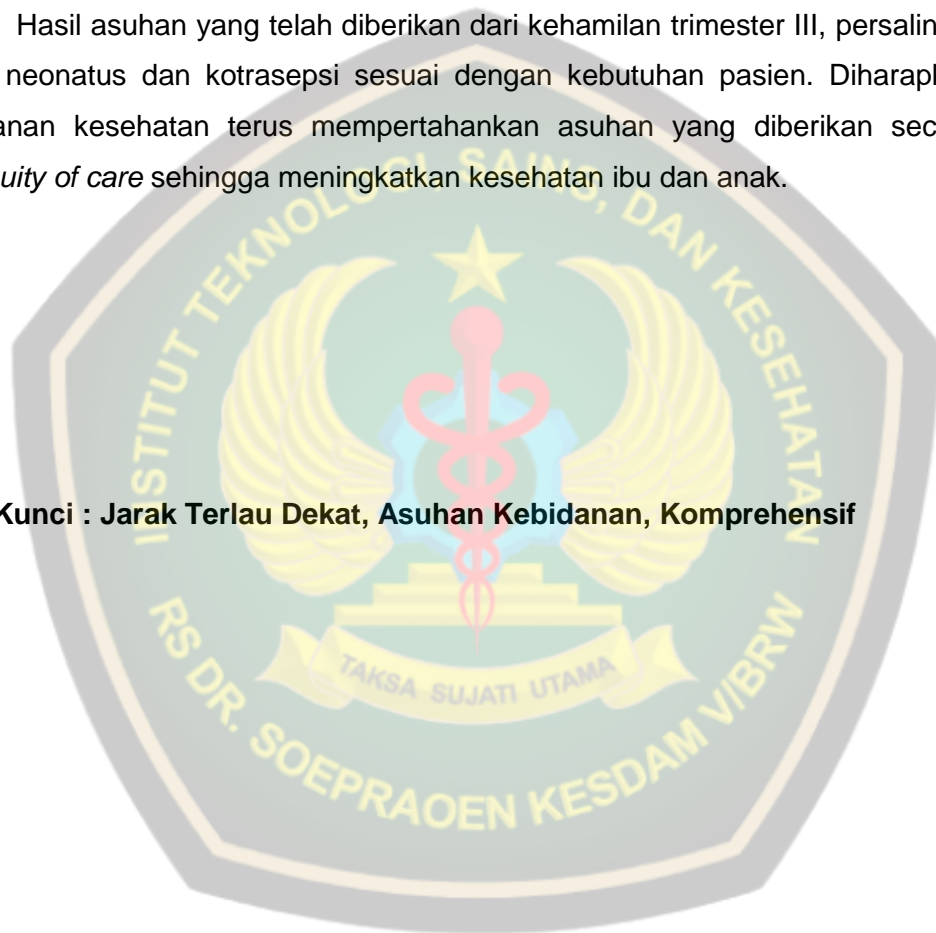 Hasil asuhan yang telah diberikan dari kehamilan trimester III, persalin
neonatus dan kotrasepsi sesuai dengan kebutuhan pasien. Dihara
anan kesehatan terus mempertahankan asuhan yang diberikan sec
uity of care sehingga meningkatkan kesehatan ibu dan anak.
Kunci : Jarak Terlau Dekat, Asuhan Kebidanan, Komprehensif
INSTITUT TEKNOLOGI, SAINS, DAN KESEHATAN
TAKSA SUJATI UTAMA
RS DR. SOEPRAOEN KESDAM V/BRW